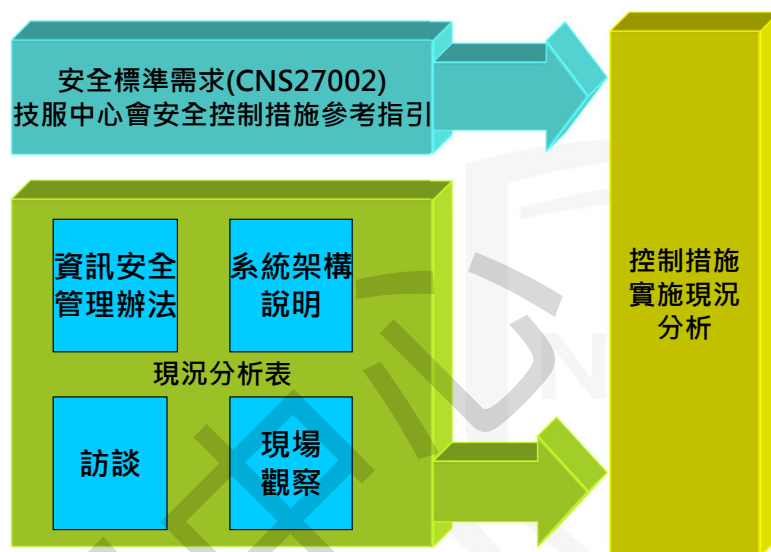 安全標準需求(CNS27002)
技服中心會安全控制措施參考指引
資訊安全
管理辦法
系統架構
說明
現況分析表
訪談
現場
觀察
控制措施
實施現況
分析
中心
N